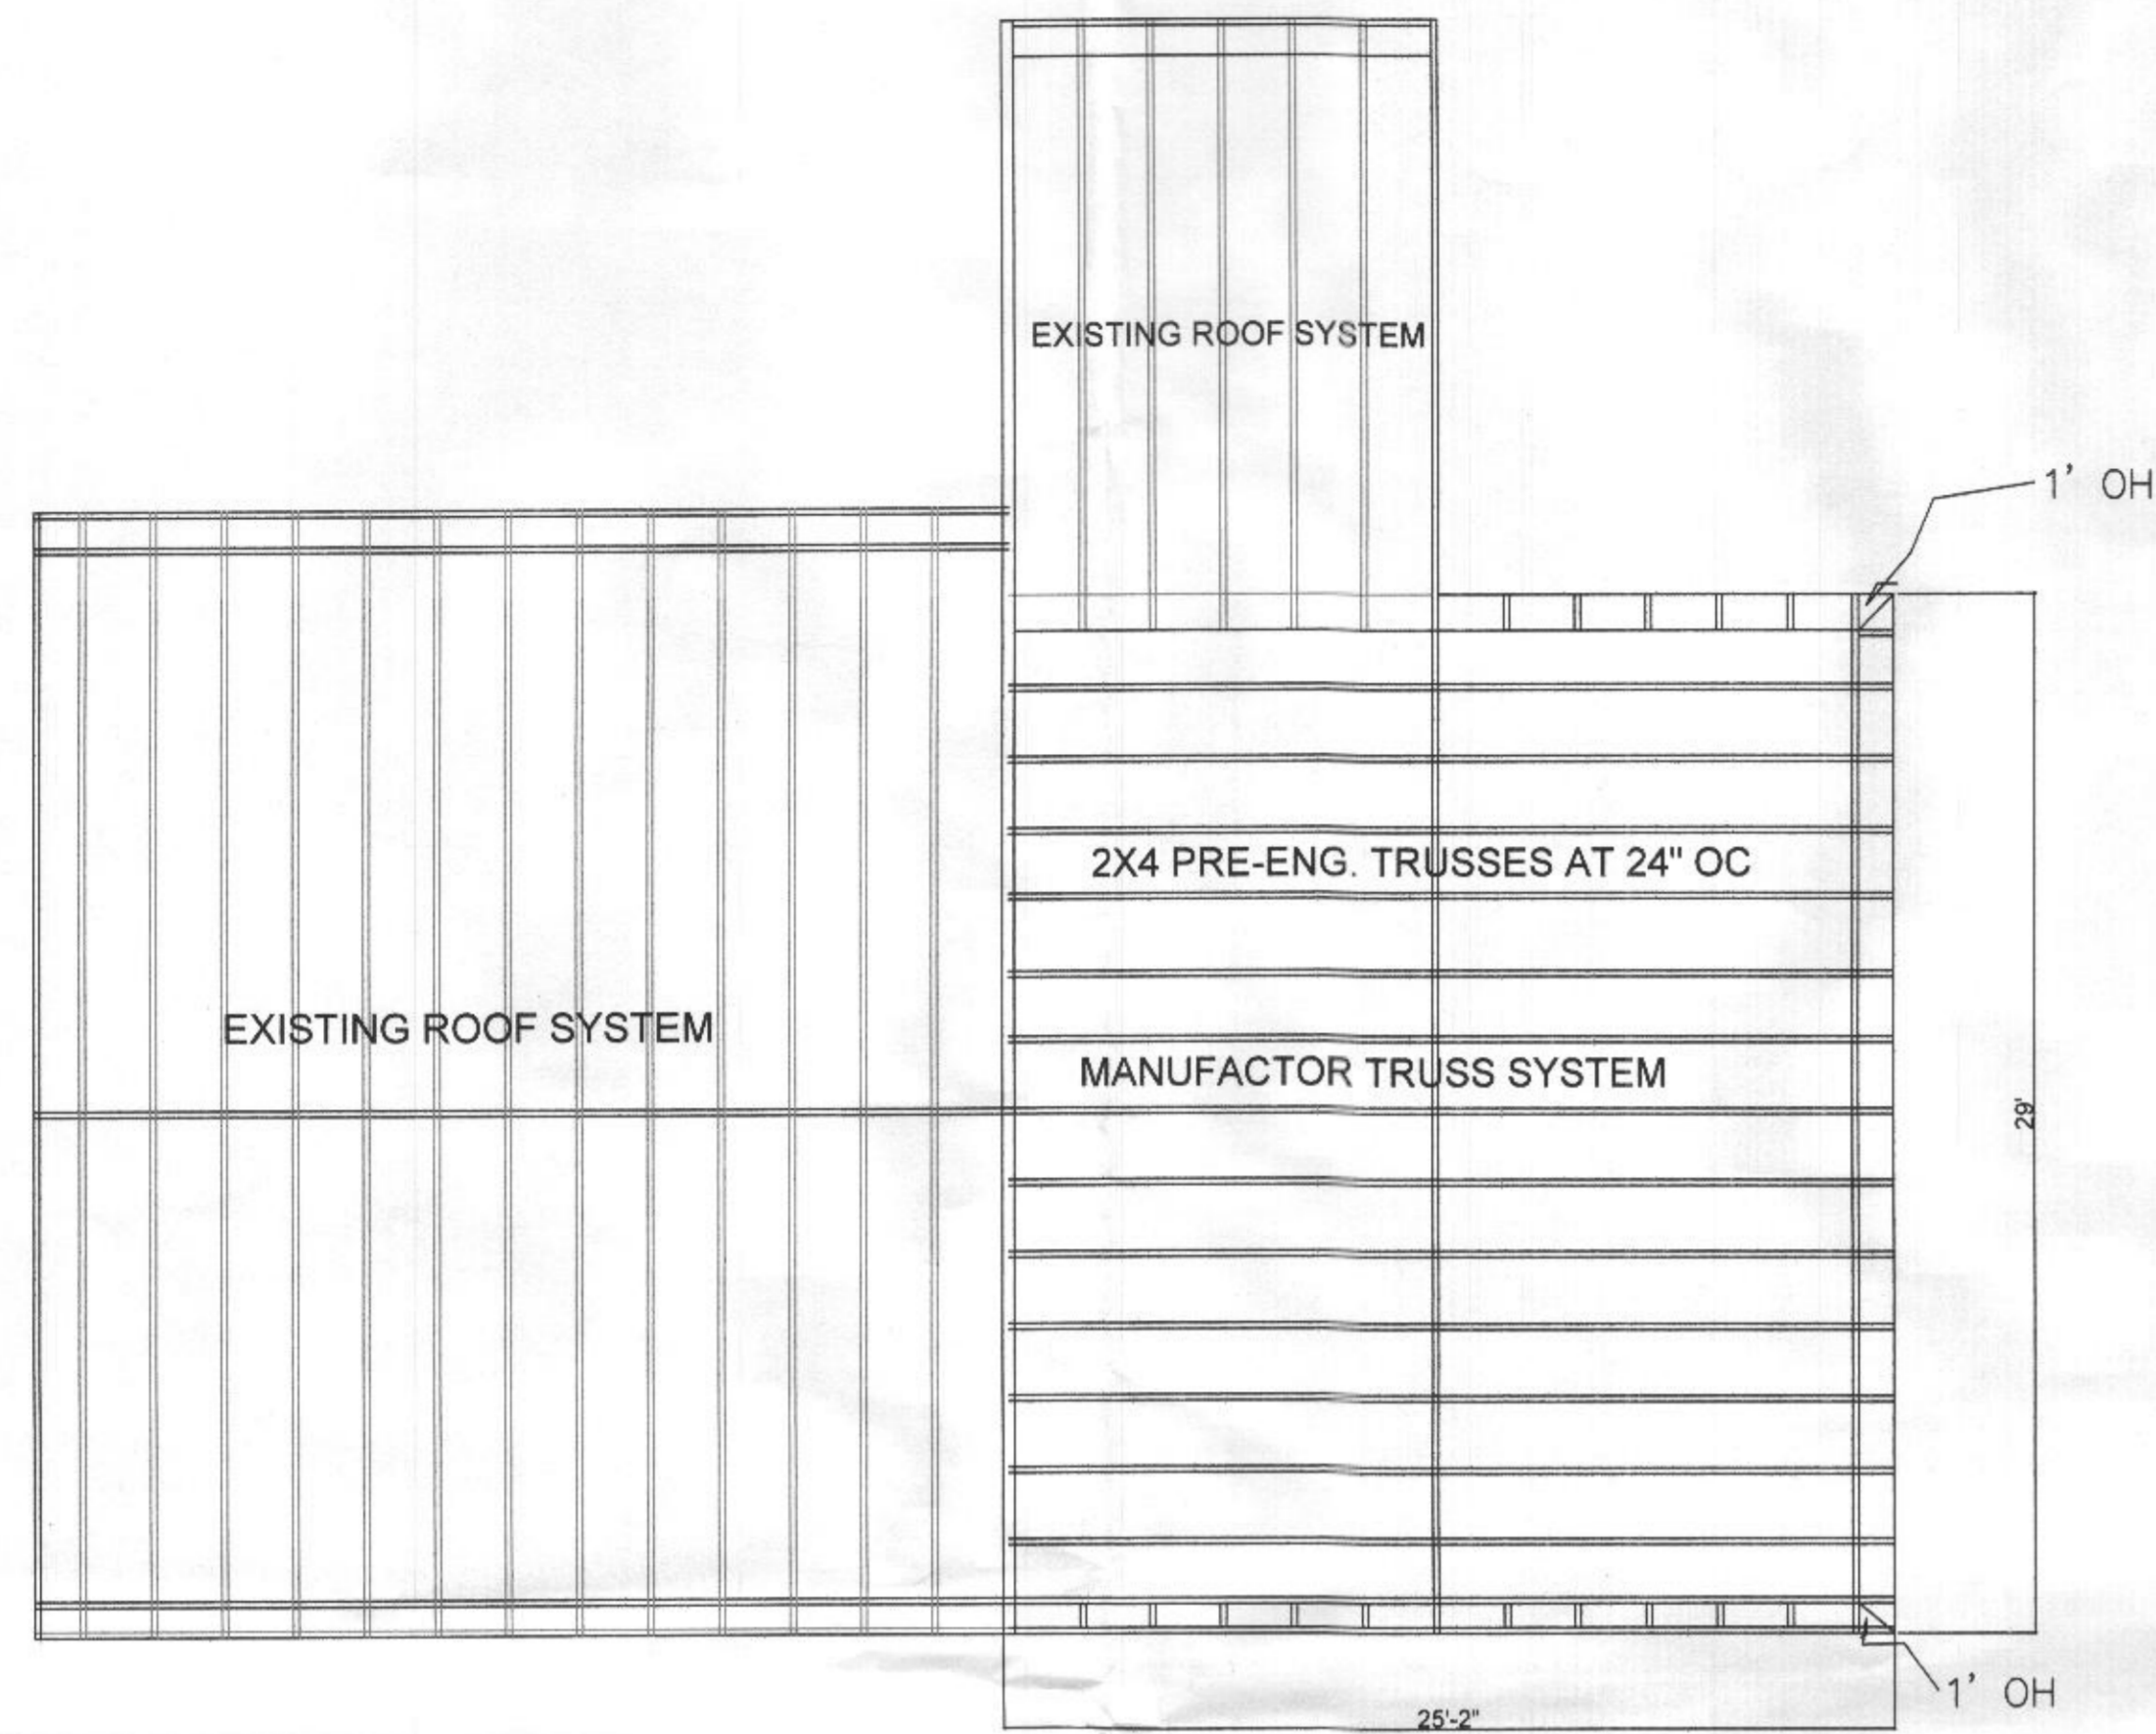 EXISTING ROOF SYSTEM
1' OH
2X4 PRE-ENG. TRUSSES AT 24" OC
EXISTING ROOF SYSTEM
MANUFACTOR TRUSS SYSTEM
29'
1' OH
25'-2"